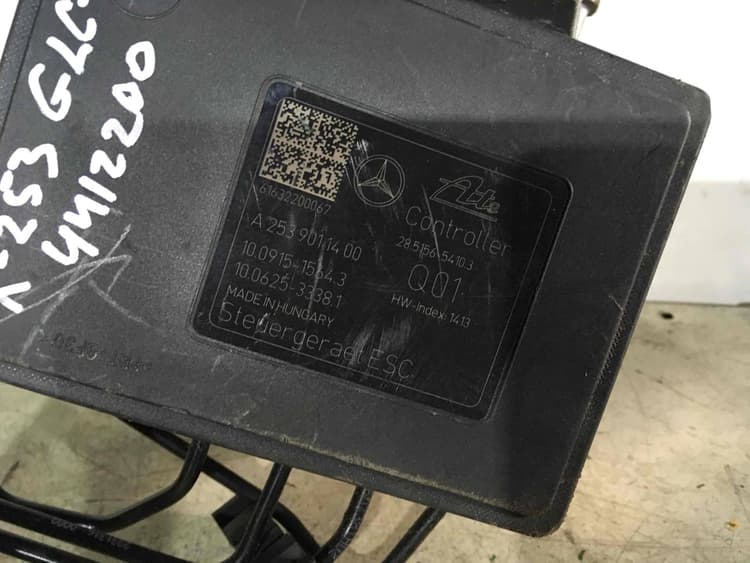 253 GLC
4412200
61632200067
Ate
Controller
28.5156-5410.3
A 253 901 14 00
10.0915-1564.3
10.0625-3338.1
Q01
HW-Index: 1413
MADE IN HUNGARY
Steuergeraet ESC